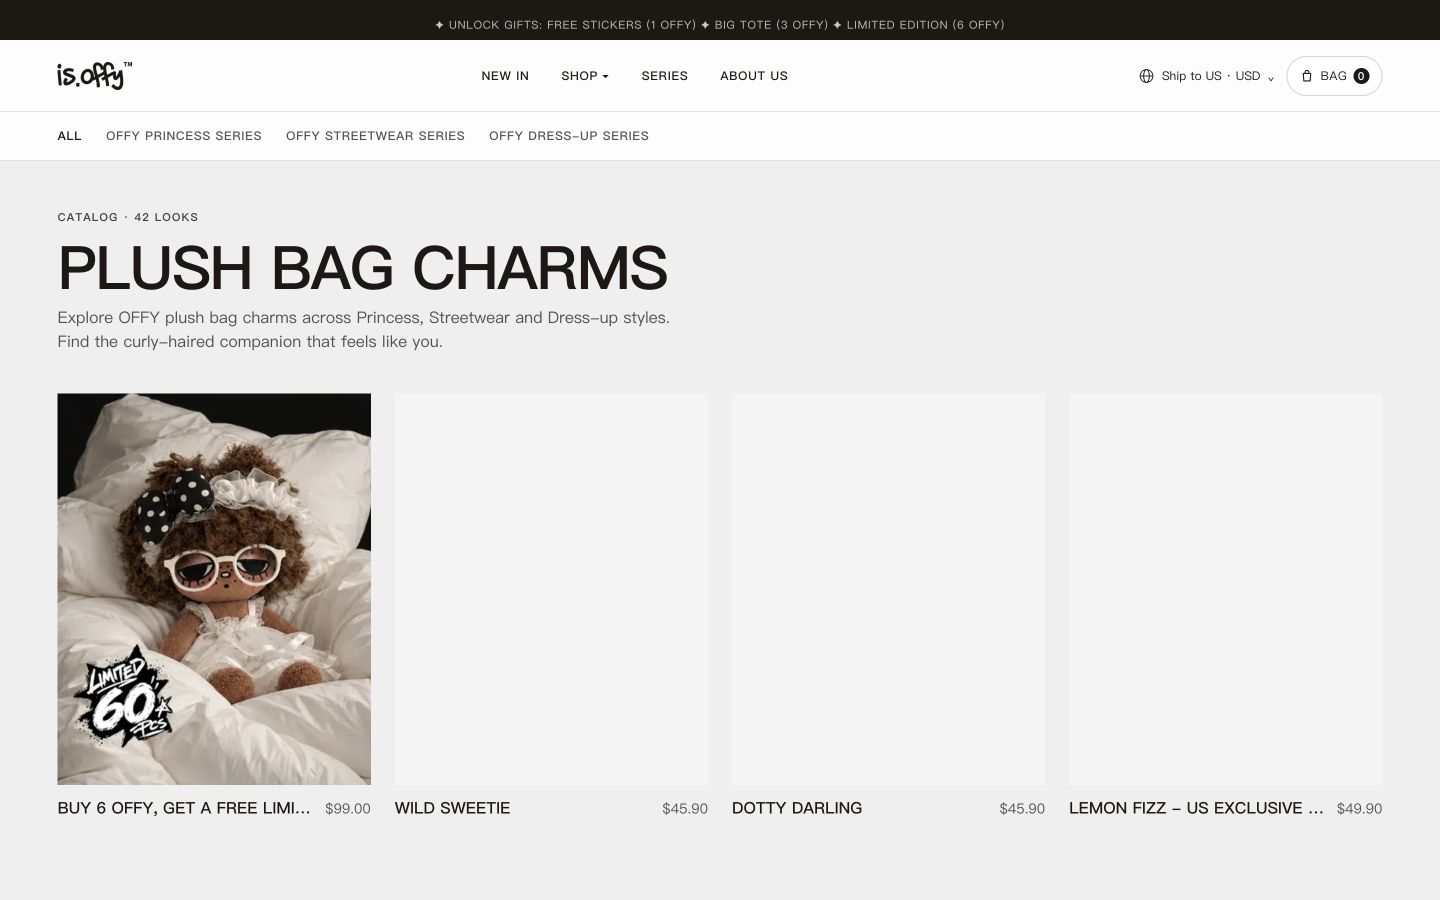 ✦ UNLOCK GIFTS: FREE STICKERS (1 OFFY) ✦ BIG TOTE (3 OFFY) ✦ LIMITED EDITION (6 OFFY)
is.offy™
NEW IN
SHOP
SERIES
ABOUT US
Ship to US · USD
BAG 0
ALL
OFFY PRINCESS SERIES
OFFY STREETWEAR SERIES
OFFY DRESS-UP SERIES
CATALOG · 42 LOOKS
PLUSH BAG CHARMS
Explore OFFY plush bag charms across Princess, Streetwear and Dress-up styles.
Find the curly-haired companion that feels like you.
LIMITED
60
PCS
BUY 6 OFFY, GET A FREE LIMI... $99.00
WILD SWEETIE $45.90
DOTTY DARLING $45.90
LEMON FIZZ - US EXCLUSIVE ... $49.90